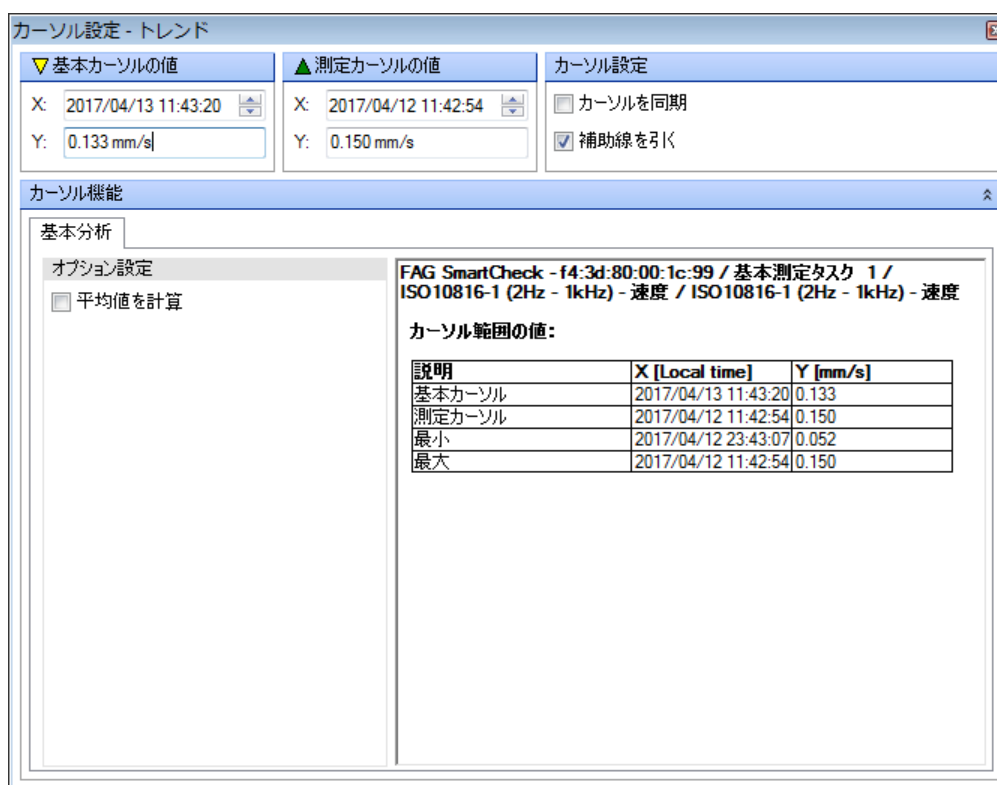 カーソル設定 - トレンド
基本カーソルの値
測定カーソルの値
カーソル設定
X: 2017/04/13 11:43:20
X: 2017/04/12 11:42:54
カーソルを同期
Y: 0.133 mm/s
Y: 0.150 mm/s
補助線を引く
カーソル機能
基本分析
オプション設定
平均値を計算
FAG SmartCheck - f4:3d:80:00:1c:99 / 基本測定タスク 1 /
ISO10816-1 (2Hz - 1kHz) - 速度 / ISO10816-1 (2Hz - 1kHz) - 速度
カーソル範囲の値:
説明 X [Local time] Y [mm/s]
基本カーソル 2017/04/13 11:43:20 0.133
測定カーソル 2017/04/12 11:42:54 0.150
最小 2017/04/12 23:43:07 0.052
最大 2017/04/12 11:42:54 0.150